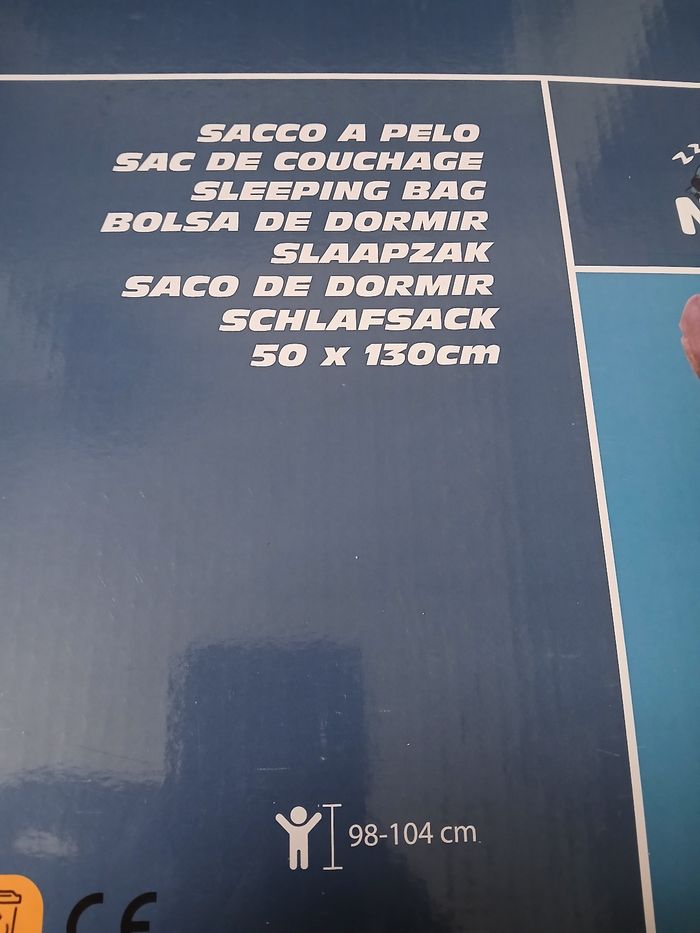 SACCO A PELO
SAC DE COUCHAGE
SLEEPING BAG
BOLSA DE DORMIR
SLAAPZAK
SACO DE DORMIR
SCHLAFSACK
50 x 130cm
98-104 cm
CE